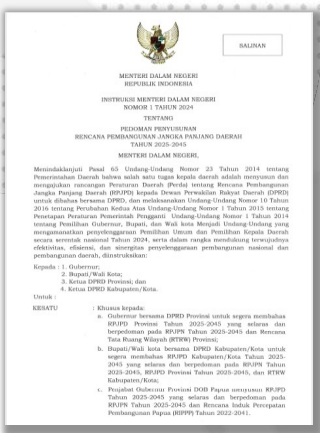 SALINAN
MENTERI DALAM NEGERI
REPUBLIK INDONESIA
INSTRUKSI MENTERI DALAM NEGERI
NOMOR 1 TAHUN 2024
TENTANG
PEDOMAN PENYUSUNAN
RENCANA PEMBANGUNAN JANGKA PANJANG DAERAH
TAHUN 2025-2045
MENTERI DALAM NEGERI,
Menindaklanjuti Pasal 65 Undang-Undang Nomor 23 Tahun 2014 tentang
Pemerintahan Daerah bahwa salah satu tugas kepala daerah adalah menyusun dan
mengajukan rancangan Peraturan Daerah (Perda) tentang Rencana Pembangunan
Jangka Panjang Daerah (RPJPD) kepada Dewan Perwakilan Rakyat Daerah (DPRD)
untuk dibahas bersama DPRD, dan melaksanakan Undang-Undang Nomor 10 Tahun
2016 tentang Perubahan Kedua Atas Undang-Undang Nomor 1 Tahun 2015 tentang
Penetapan Peraturan Pemerintah Pengganti Undang-Undang Nomor 1 Tahun 2014
tentang Pemilihan Gubernur, Bupati, dan Wali kota Menjadi Undang-Undang yang
mengamanatkan penyelenggaraan Pemilihan Umum dan Pemilihan Kepala Daerah
secara serentak nasional Tahun 2024, serta dalam rangka mendukung terwujudnya
efektivitas, efisiensi, dan sinergitas penyelenggaraan pembangunan nasional dan
pembangunan daerah, diinstruksikan:
Kepada : 1. Gubernur;
2. Bupati/Wali Kota;
3. Ketua DPRD Provinsi; dan
4. Ketua DPRD Kabupaten/Kota.
Untuk :
KESATU : Khusus kepada:
a. Gubernur bersama DPRD Provinsi untuk segera membahas
RPJPD Provinsi Tahun 2025-2045 yang selaras dan
berpedoman pada RPJPN Tahun 2025-2045 dan Rencana
Tata Ruang Wilayah (RTRW) Provinsi;
b. Bupati/Wali kota bersama DPRD Kabupaten/Kota untuk
segera membahas RPJPD Kabupaten/Kota Tahun 2025-
2045 yang selaras dan berpedoman pada RPJPN Tahun
2025-2045, RPJPD Provinsi Tahun 2025-2045, dan RTRW
Kabupaten/Kota;
c. Penjabat Gubernur Provinsi DOB Papua menyusun RPJPD
Tahun 2025-2045 yang selaras dan berpedoman pada
RPJPN Tahun 2025-2045 dan Rencana Induk Percepatan
Pembangunan Papua (RIPPP) Tahun 2022-2041.